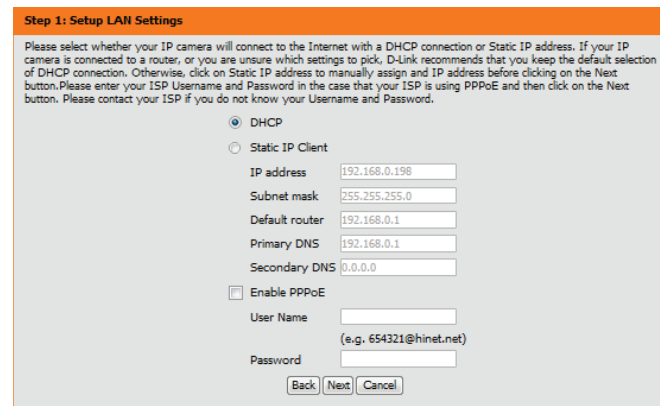 Step 1: Setup LAN Settings
Please select whether your IP camera will connect to the Internet with a DHCP connection or Static IP address. If your IP
camera is connected to a router, or you are unsure which settings to pick, D-Link recommends that you keep the default selection
of DHCP connection. Otherwise, click on Static IP address to manually assign and IP address before clicking on the Next
button.Please enter your ISP Username and Password in the case that your ISP is using PPPoE and then click on the Next
button. Please contact your ISP if you do not know your Username and Password.
DHCP
Static IP Client
IP address 192.168.0.198
Subnet mask 255.255.255.0
Default router 192.168.0.1
Primary DNS 192.168.0.1
Secondary DNS 0.0.0.0
Enable PPPoE
User Name
(e.g. 654321@hinet.net)
Password
Back Next Cancel